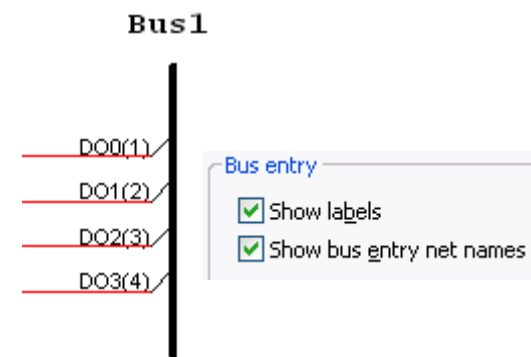 Bus1
DO0(1)
DO1(2)
DO2(3)
DO3(4)
Bus entry
Show labels
Show bus entry net names